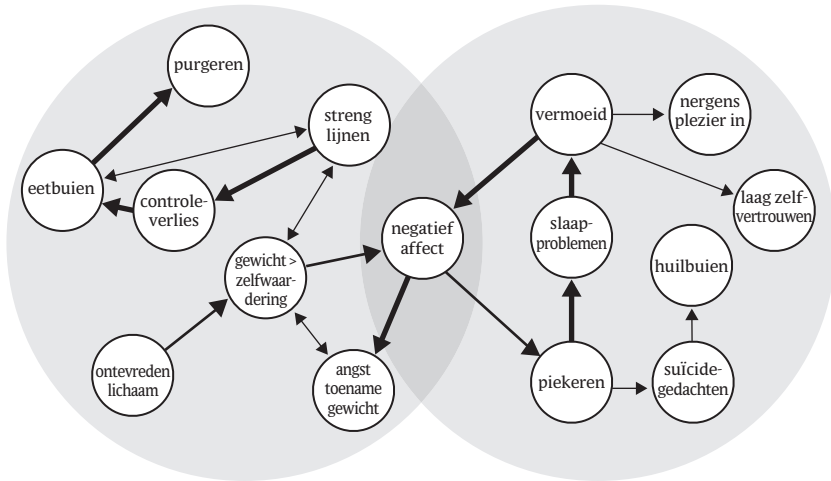 purgeren
streng
lijnen
eetbuien
controle-
verlies
gewicht >
zelfwaar-
dering
ontevreden
lichaam
angst
toename
gewicht
negatief
affect
vermoeid
nergens
plezier in
laag zelf-
vertrouwen
slaap-
problemen
huilbuien
piekeren
suïcide-
gedachten